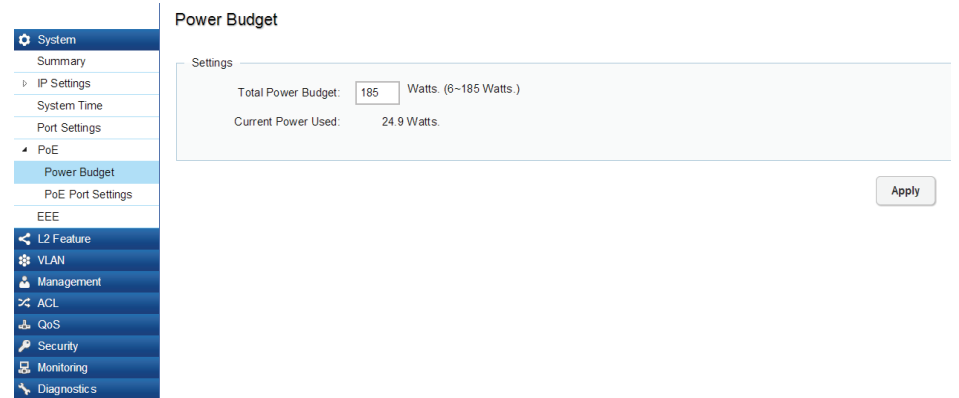 Power Budget
System
Summary
IP Settings
System Time
Port Settings
PoE
Power Budget
PoE Port Settings
EEE
L2 Feature
VLAN
Management
ACL
QoS
Security
Monitoring
Diagnostics
Settings
Total Power Budget: 185 Watts. (6~185 Watts.)
Current Power Used: 24.9 Watts.
Apply